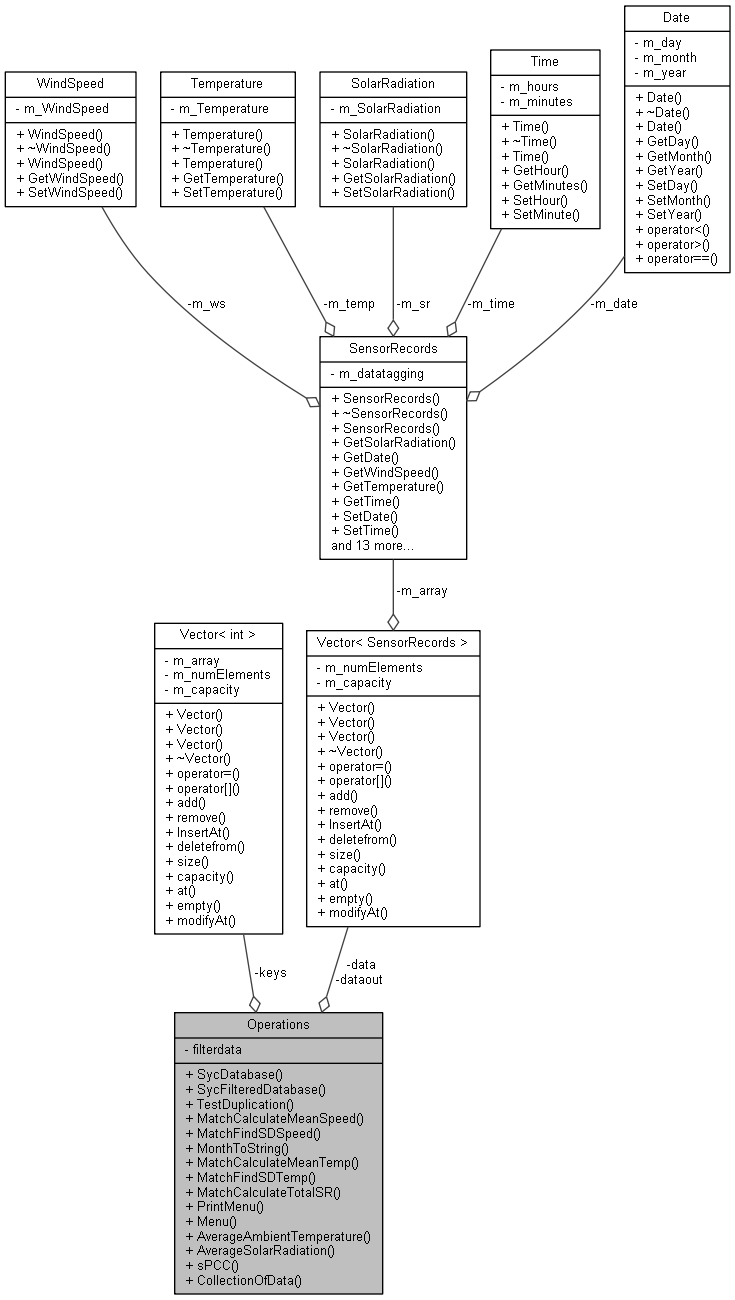 WindSpeed
- m_WindSpeed
+ WindSpeed()
+ ~WindSpeed()
+ WindSpeed()
+ GetWindSpeed()
+ SetWindSpeed()
Temperature
- m_Temperature
+ Temperature()
+ ~Temperature()
+ Temperature()
+ GetTemperature()
+ SetTemperature()
SolarRadiation
- m_SolarRadiation
+ SolarRadiation()
+ ~SolarRadiation()
+ SolarRadiation()
+ GetSolarRadiation()
+ SetSolarRadiation()
Time
- m_hours
- m_minutes
+ Time()
+ ~Time()
+ Time()
+ GetHour()
+ GetMinutes()
+ SetHour()
+ SetMinute()
Date
- m_day
- m_month
- m_year
+ Date()
+ ~Date()
+ Date()
+ GetDay()
+ GetMonth()
+ GetYear()
+ SetDay()
+ SetMonth()
+ SetYear()
+ operator<()
+ operator>()
+ operator==()
-m_ws
-m_temp
-m_sr
-m_time
-m_date
SensorRecords
- m_datatagging
+ SensorRecords()
+ ~SensorRecords()
+ SensorRecords()
+ GetSolarRadiation()
+ GetDate()
+ GetWindSpeed()
+ GetTemperature()
+ GetTime()
+ SetDate()
+ SetTime()
and 13 more...
-m_array
Vector< int >
- m_array
- m_numElements
- m_capacity
+ Vector()
+ Vector()
+ Vector()
+ ~Vector()
+ operator=()
+ operator[]()
+ add()
+ remove()
+ InsertAt()
+ deletefrom()
+ size()
+ capacity()
+ at()
+ empty()
+ modifyAt()
Vector< SensorRecords >
- m_numElements
- m_capacity
+ Vector()
+ Vector()
+ Vector()
+ ~Vector()
+ operator=()
+ operator[]()
+ add()
+ remove()
+ InsertAt()
+ deletefrom()
+ size()
+ capacity()
+ at()
+ empty()
+ modifyAt()
-keys
-data
-dataout
Operations
- filterdata
+ SycDatabase()
+ SycFilteredDatabase()
+ TestDuplication()
+ MatchCalculateMeanSpeed()
+ MatchFindSDSpeed()
+ MonthToString()
+ MatchCalculateMeanTemp()
+ MatchFindSDTemp()
+ MatchCalculateTotalSR()
+ PrintMenu()
+ Menu()
+ AverageAmbientTemperature()
+ AverageSolarRadiation()
+ sPCC()
+ CollectionOfData()